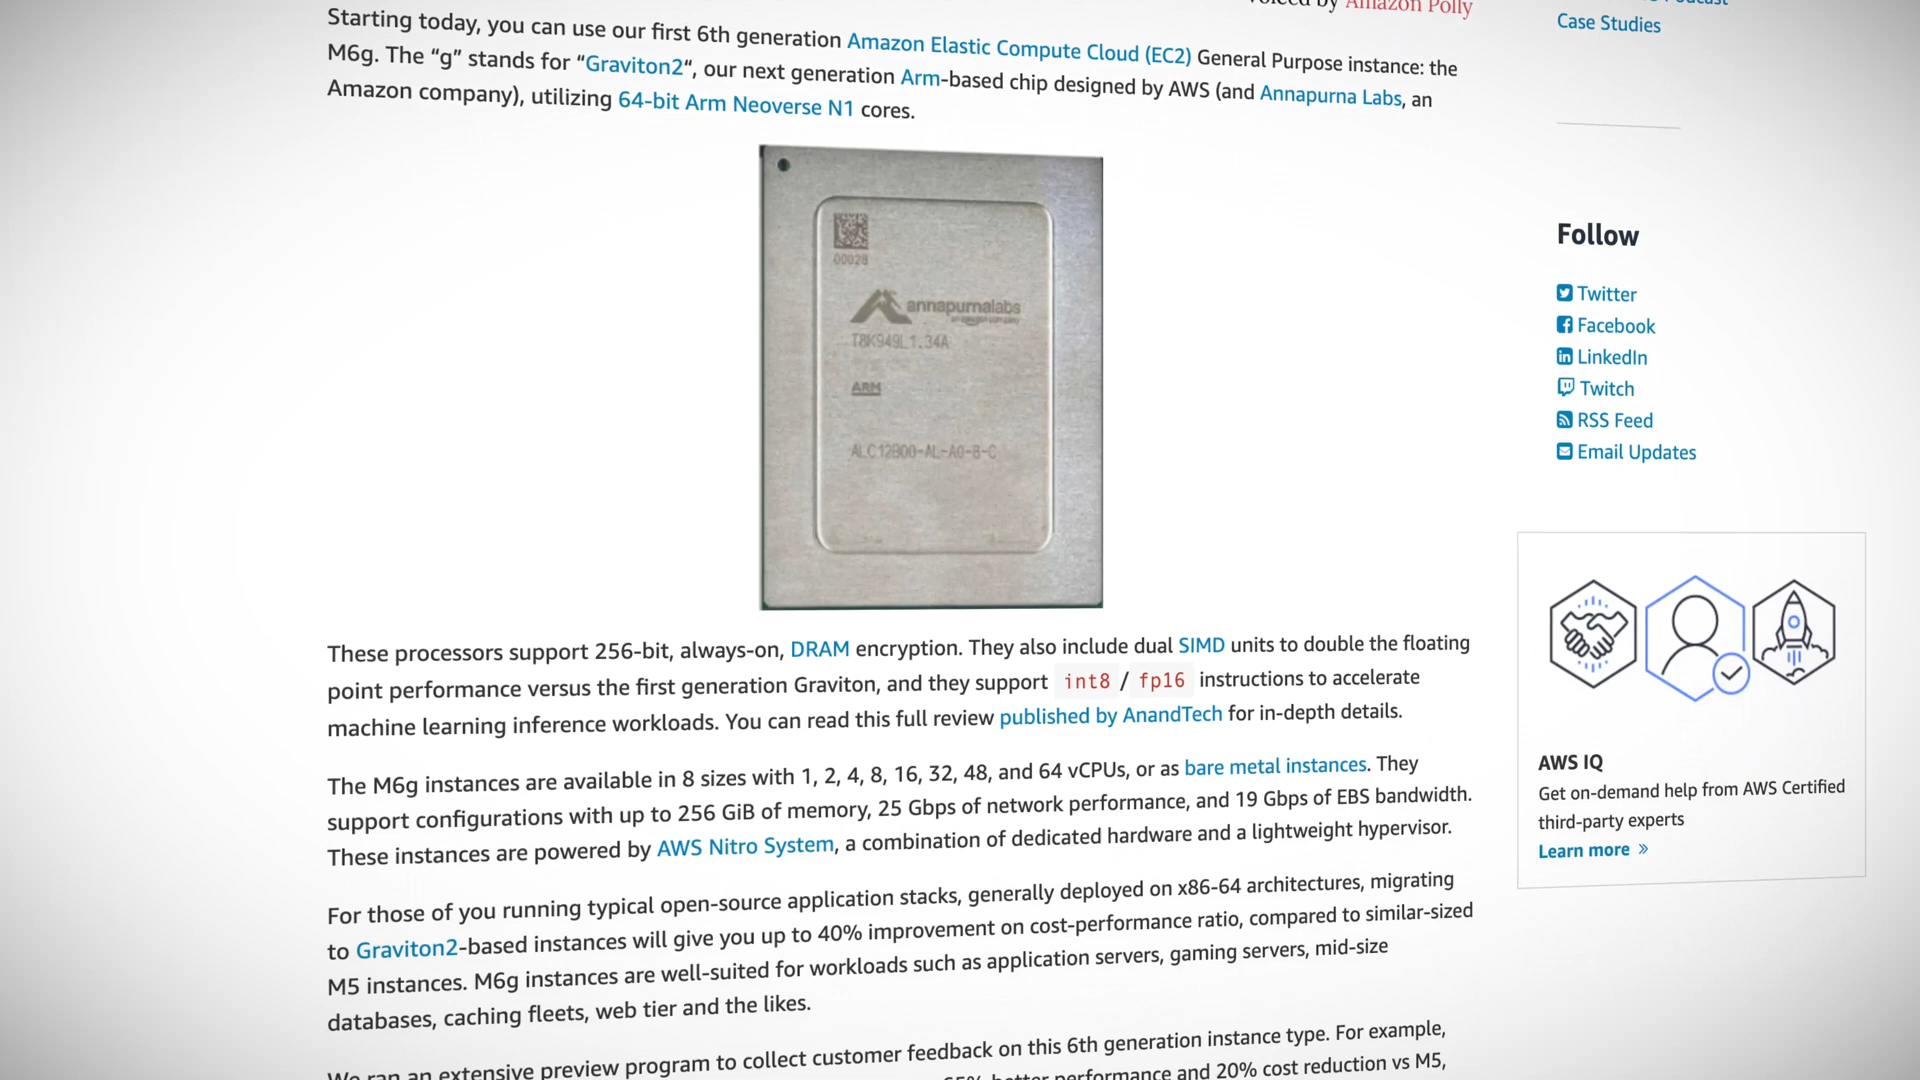 Amazon Polly
Starting today, you can use our first 6th generation Amazon Elastic Compute Cloud (EC2) General Purpose instance: the
M6g. The “g” stands for “Graviton2“, our next generation Arm-based chip designed by AWS (and Annapurna Labs, an
Amazon company), utilizing 64-bit Arm Neoverse N1 cores.
00028
annapurnalabs
an amazon company
T8K949L1.34A
ARM
ALC12B00-AL-A0-B-C
These processors support 256-bit, always-on, DRAM encryption. They also include dual SIMD units to double the floating
point performance versus the first generation Graviton, and they support int8 / fp16 instructions to accelerate
machine learning inference workloads. You can read this full review published by AnandTech for in-depth details.
The M6g instances are available in 8 sizes with 1, 2, 4, 8, 16, 32, 48, and 64 vCPUs, or as bare metal instances. They
support configurations with up to 256 GiB of memory, 25 Gbps of network performance, and 19 Gbps of EBS bandwidth.
These instances are powered by AWS Nitro System, a combination of dedicated hardware and a lightweight hypervisor.
For those of you running typical open-source application stacks, generally deployed on x86-64 architectures, migrating
to Graviton2-based instances will give you up to 40% improvement on cost-performance ratio, compared to similar-sized
M5 instances. M6g instances are well-suited for workloads such as application servers, gaming servers, mid-size
databases, caching fleets, web tier and the likes.
We ran an extensive preview program to collect customer feedback on this 6th generation instance type. For example,
better performance and 20% cost reduction vs M5,
Case Studies
Follow
Twitter
Facebook
LinkedIn
Twitch
RSS Feed
Email Updates
AWS IQ
Get on-demand help from AWS Certified
third-party experts
Learn more »